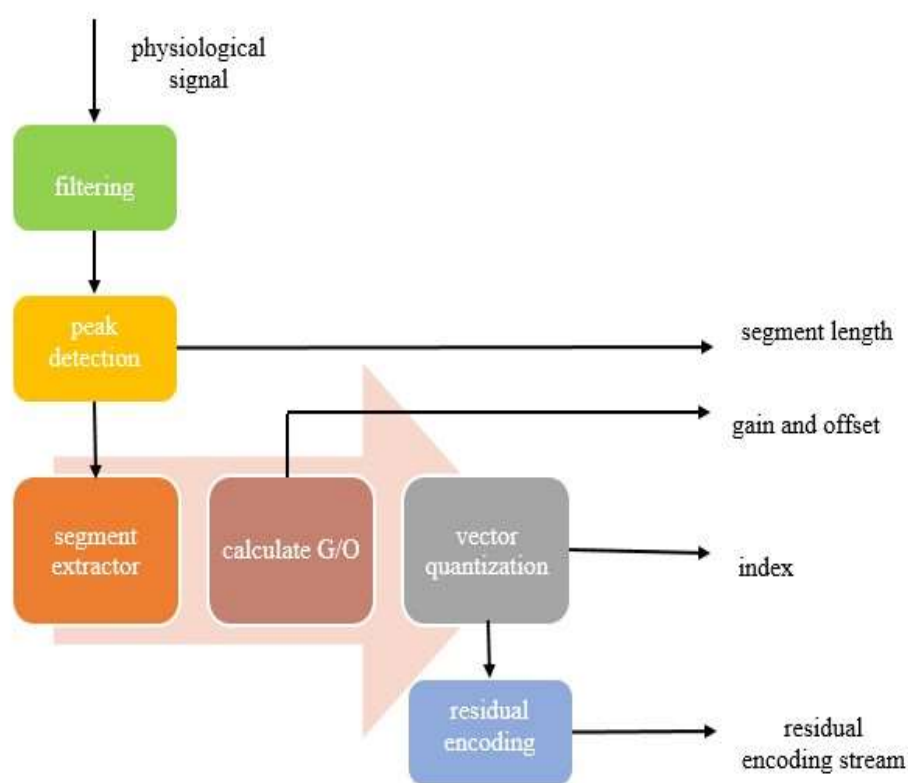 physiological
signal
filtering
peak
detection
segment length
gain and offset
segment
extractor
calculate G/O
vector
quantization
index
residual
encoding
residual
encoding stream